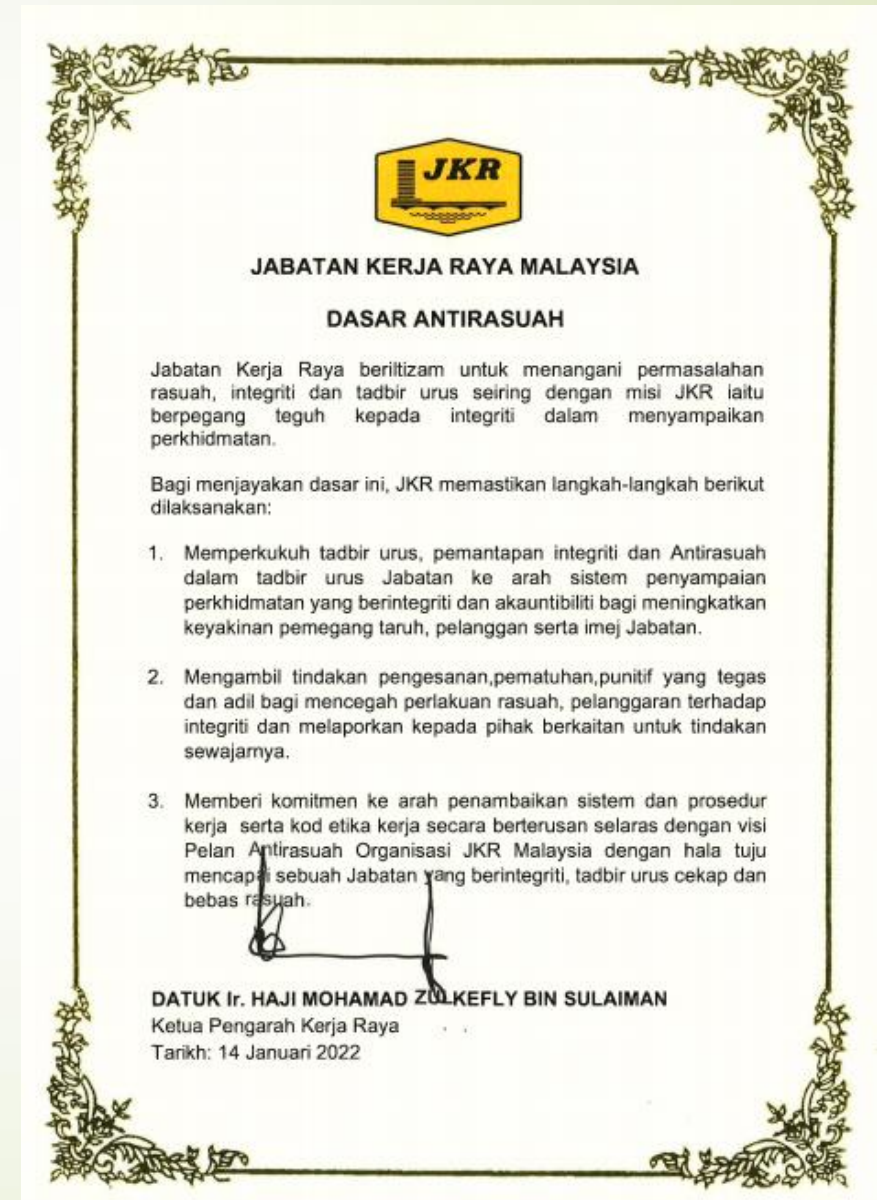 JKR
JABATAN KERJA RAYA MALAYSIA
DASAR ANTIRASUAH
Jabatan Kerja Raya beriltizam untuk menangani permasalahan
rasuah, integriti dan tadbir urus seiring dengan misi JKR iaitu
berpegang teguh kepada integriti dalam menyampaikan
perkhidmatan.
Bagi menjayakan dasar ini, JKR memastikan langkah-langkah berikut
dilaksanakan:
1. Memperkukuh tadbir urus, pemantapan integriti dan Antirasuah
dalam tadbir urus Jabatan ke arah sistem penyampaian
perkhidmatan yang berintegriti dan akauntibiliti bagi meningkatkan
keyakinan pemegang taruh, pelanggan serta imej Jabatan.
2. Mengambil tindakan pengesanan,pematuhan,punitif yang tegas
dan adil bagi mencegah perlakuan rasuah, pelanggaran terhadap
integriti dan melaporkan kepada pihak berkaitan untuk tindakan
sewajarnya.
3. Memberi komitmen ke arah penambaikan sistem dan prosedur
kerja serta kod etika kerja secara berterusan selaras dengan visi
Pelan Antirasuah Organisasi JKR Malaysia dengan hala tuju
mencapai sebuah Jabatan yang berintegriti, tadbir urus cekap dan
bebas rasuah.
DATUK Ir. HAJI MOHAMAD ZULKEFLY BIN SULAIMAN
Ketua Pengarah Kerja Raya
Tarikh: 14 Januari 2022